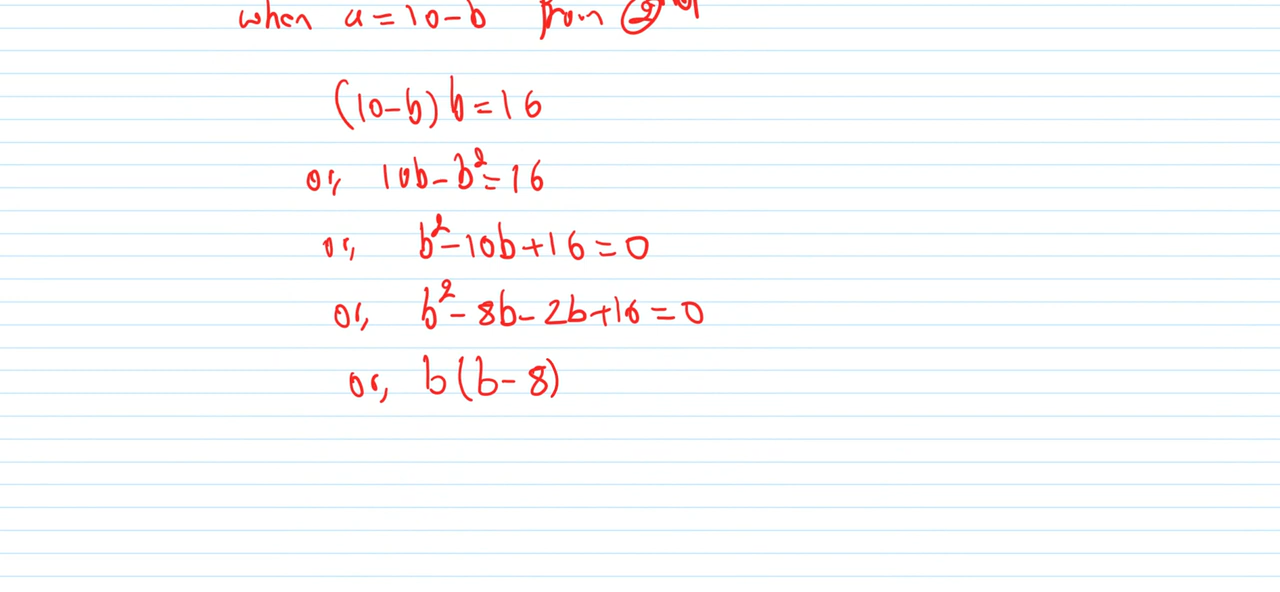 when a = 10 - b from
(10-b) b = 16
or, 10b - b² = 16
or, b² - 10b + 16 = 0
or, b² - 8b - 2b + 16 = 0
or, b(b - 8)